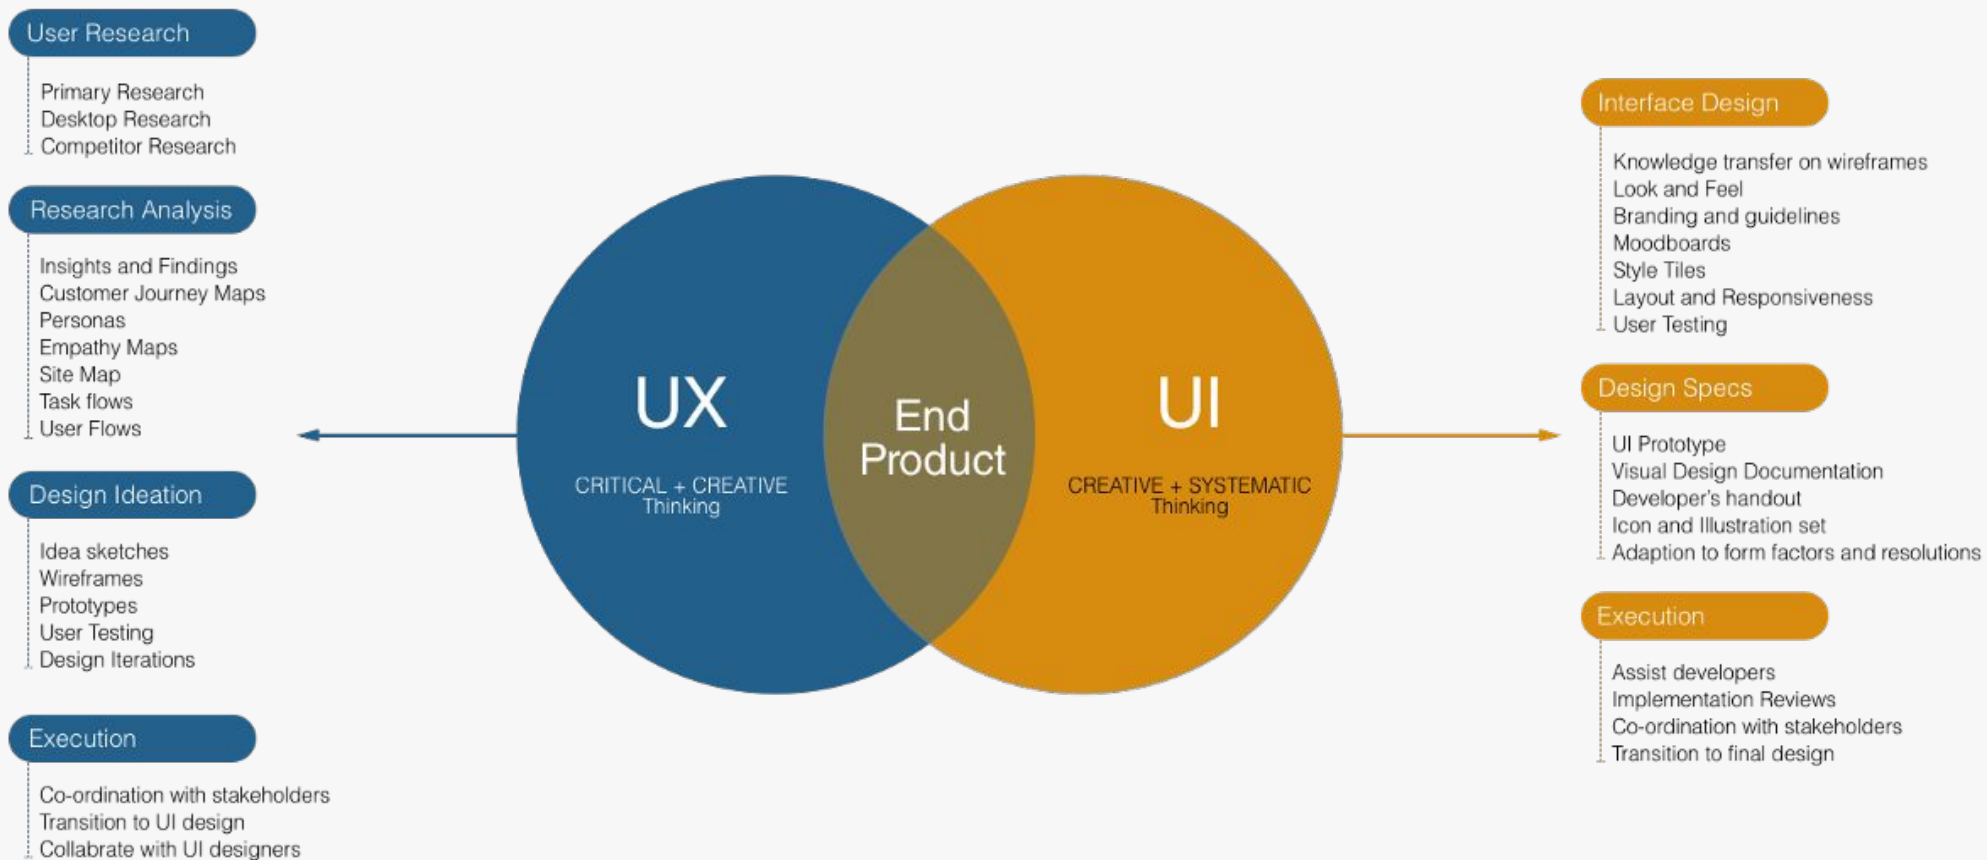 User Research
Primary Research
Desktop Research
Competitor Research
Research Analysis
Insights and Findings
Customer Journey Maps
Personas
Empathy Maps
Site Map
Task flows
User Flows
Design Ideation
Idea sketches
Wireframes
Prototypes
User Testing
Design Iterations
Execution
Co-ordination with stakeholders
Transition to UI design
Collabrate with UI designers
UX
CRITICAL + CREATIVE
Thinking
End
Product
UI
CREATIVE + SYSTEMATIC
Thinking
Interface Design
Knowledge transfer on wireframes
Look and Feel
Branding and guidelines
Moodboards
Style Tiles
Layout and Responsiveness
User Testing
Design Specs
UI Prototype
Visual Design Documentation
Developer's handout
Icon and Illustration set
Adaption to form factors and resolutions
Execution
Assist developers
Implementation Reviews
Co-ordination with stakeholders
Transition to final design